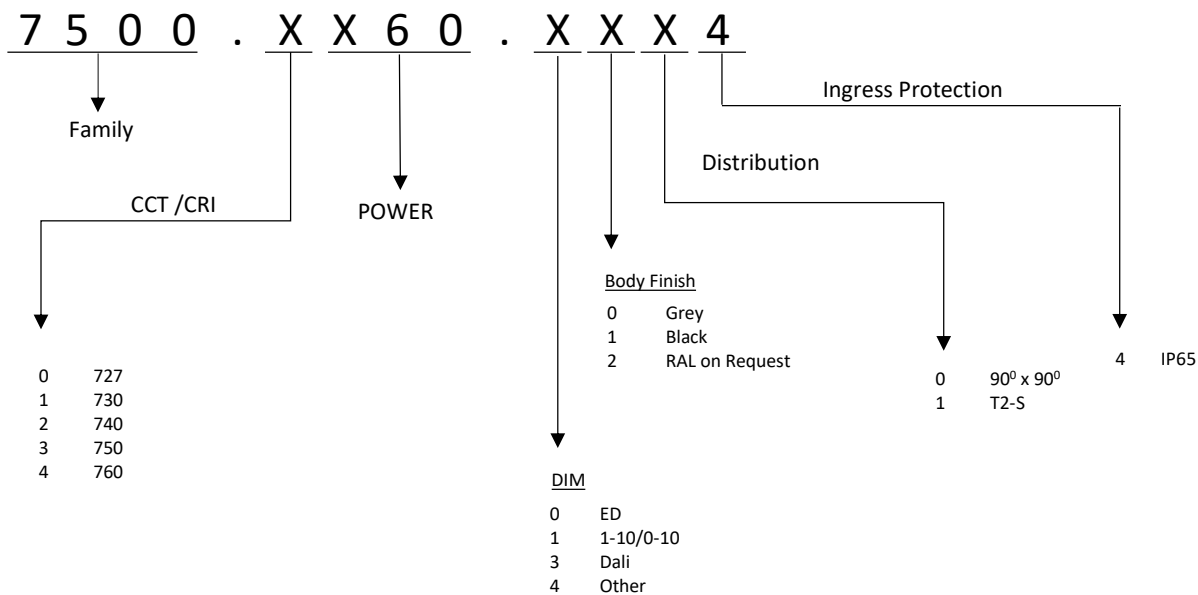 7 5 0 0 . X X 6 0 . X X X 4
Ingress Protection
Family
Distribution
CCT /CRI
POWER
Body Finish
0 Grey
1 Black
2 RAL on Request
4 IP65
0 90⁰ x 90⁰
1 T2-S
0 727
1 730
2 740
3 750
4 760
DIM
0 ED
1 1-10/0-10
3 Dali
4 Other